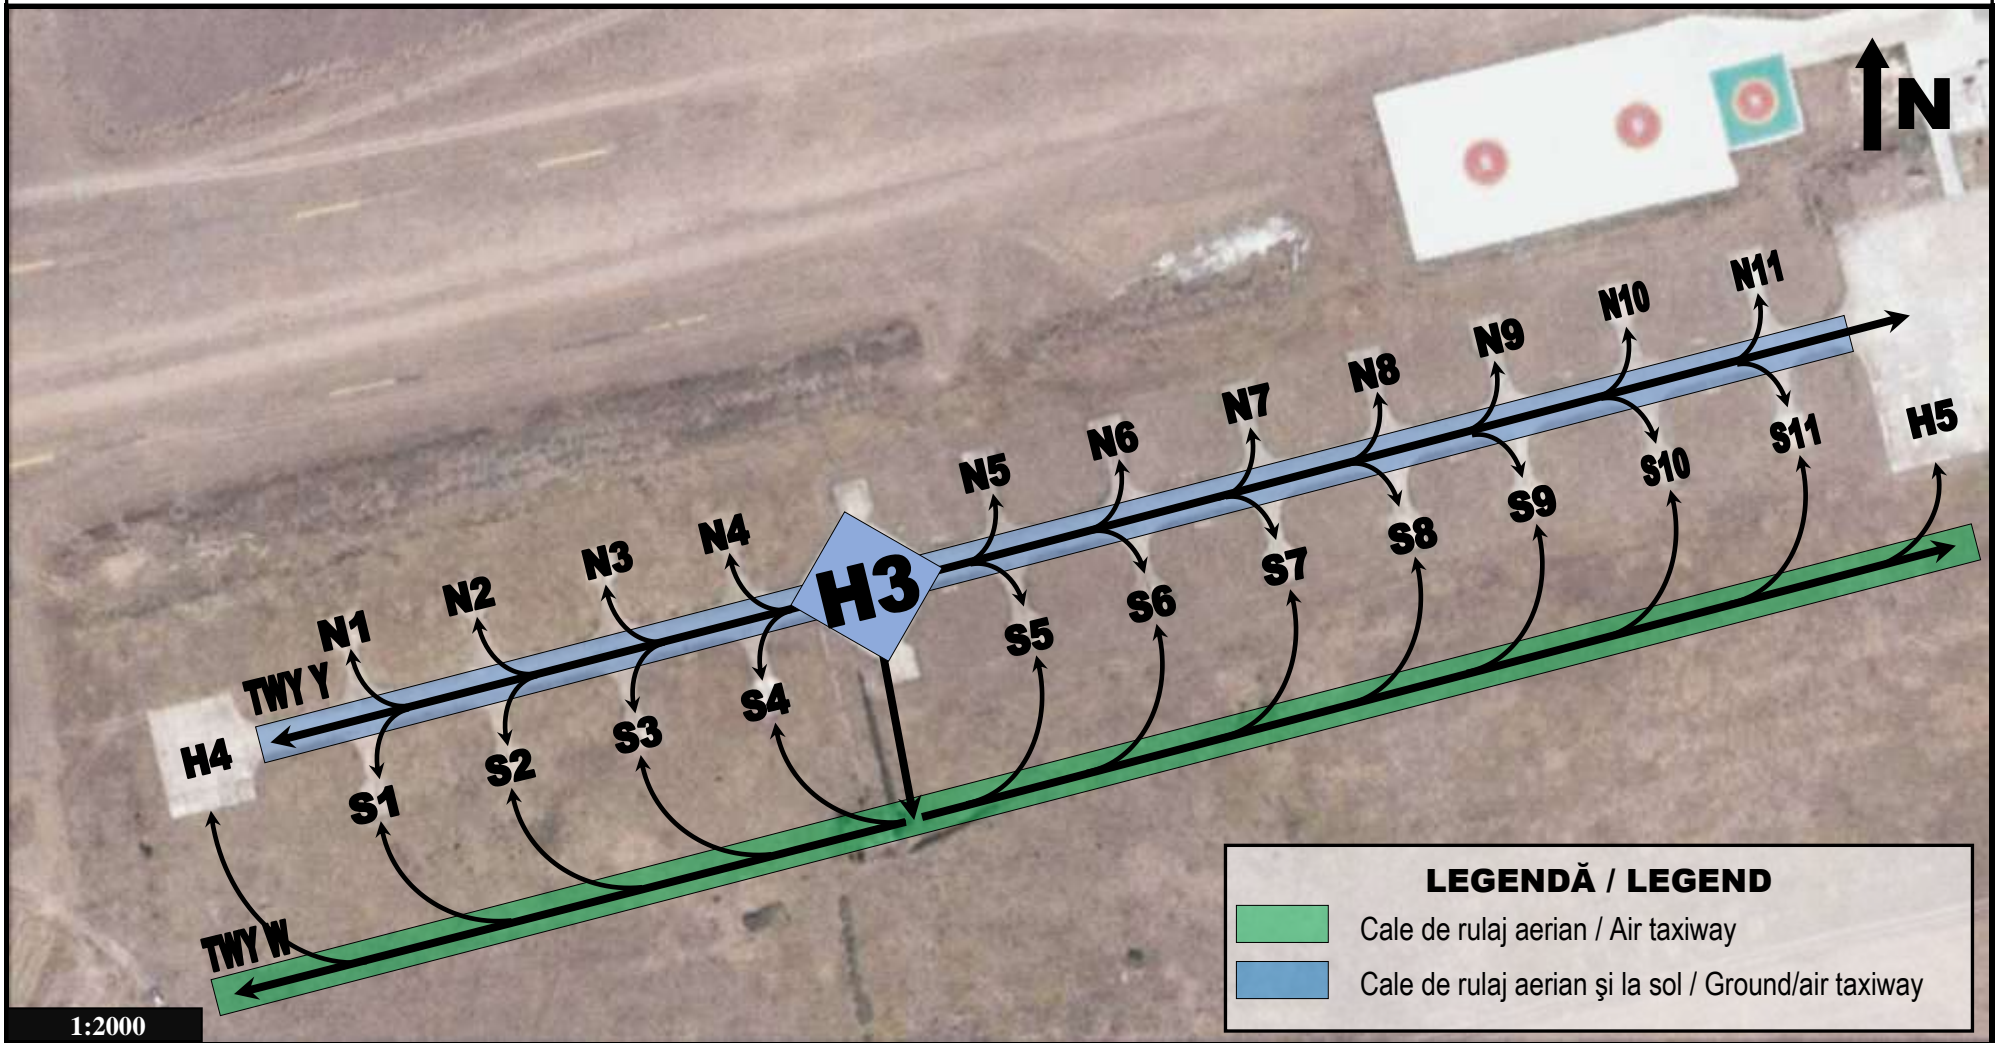 N
N11
N10
N9
N8
N7
N6
N5
N4
N3
N2
N1
TWY Y
H3
H4
H5
S11
S10
S9
S8
S7
S6
S5
S4
S3
S2
S1
TWY W
LEGENDĂ / LEGEND
Cale de rulaj aerian / Air taxiway
Cale de rulaj aerian şi la sol / Ground/air taxiway
1:2000